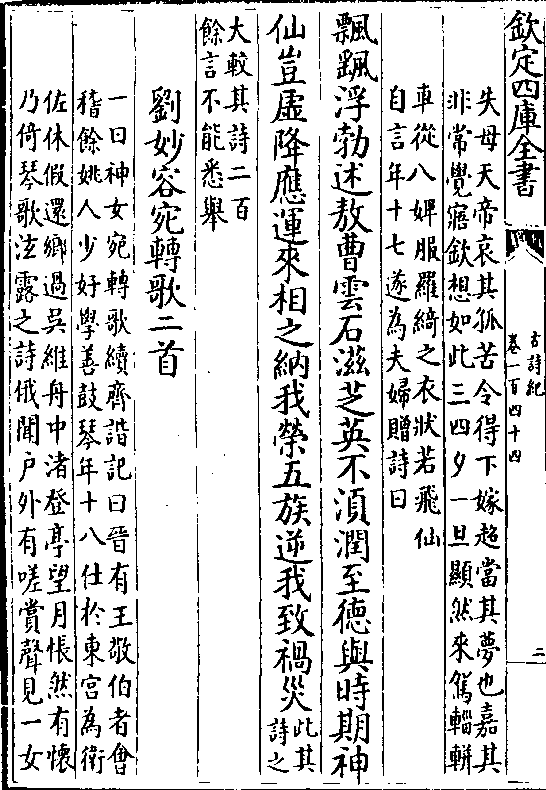 欽定四庫全書
古詩紀
卷一百四十四
二
失母天帝哀其孤苦令得下嫁超當其夢也嘉其
非常覺寤欽想如此三四夕一旦顯然來駕輜軿
車從八婢服羅綺之衣狀若飛仙
自言年十七遂為夫婦贈詩曰
飄颻浮勃述敖曹雲石滋芝英不湏潤至德與時期神
仙豈虛降應運來相之納我榮五族逆我致禍災此其
詩之
大較其詩二百
餘言不能悉舉
劉妙容宛轉歌二首
一曰神女宛轉歌續齊諧記曰晉有王敬伯者㑹
稽餘姚人少好學善鼓琴年十八仕於東宮為衛
佐休假還鄉過吳維舟中渚登亭望月悵然有懷
乃倚琴歌泫露之詩俄聞户外有嗟賞聲見一女